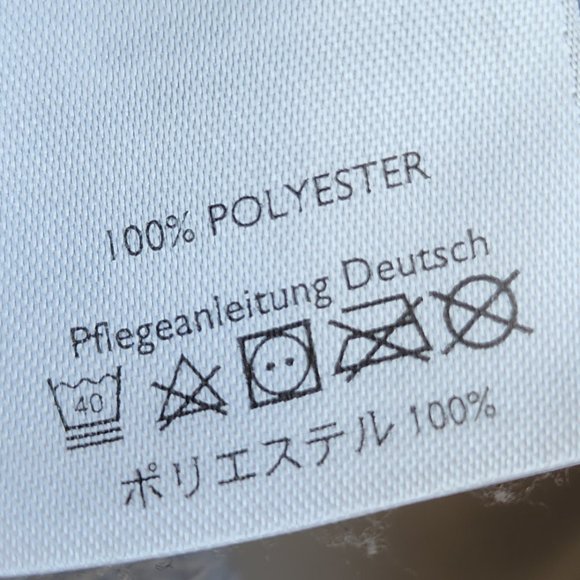 100% POLYESTER
Pflegeanleitung Deutsch
40
ポリエステル 100%